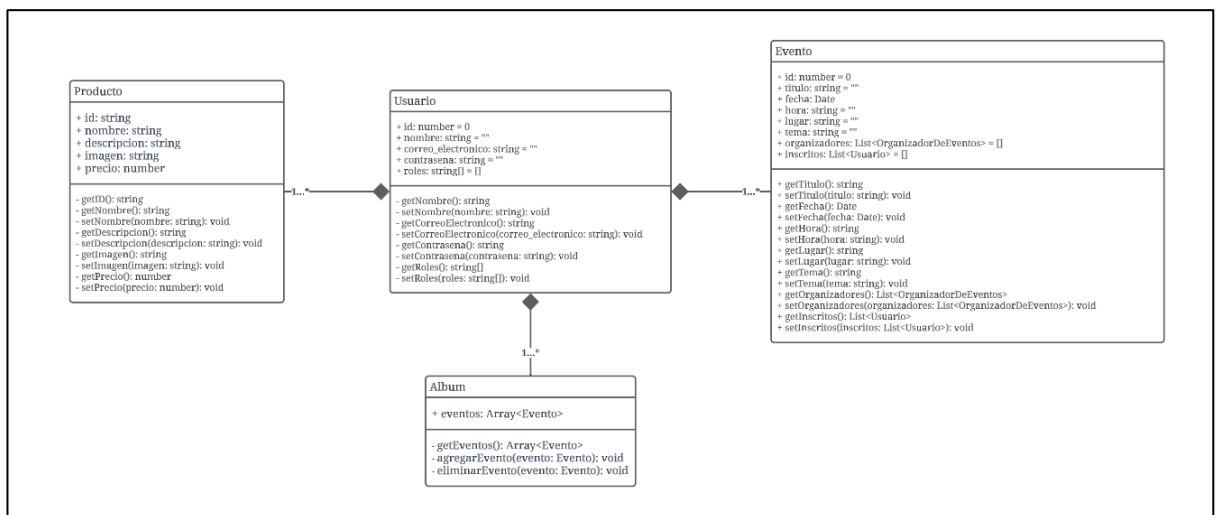 Producto
+ id: string
+ nombre: string
+ descripcion: string
+ imagen: string
+ precio: number
- getID(): string
- getNombre(): string
- setNombre(nombre: string): void
- getDescripcion(): string
- setDescripcion(descripcion: string): void
- getImagen(): string
- setImagen(imagen: string): void
- getPrecio(): number
- setPrecio(precio: number): void
1...*
Usuario
+ id: number = 0
+ nombre: string = ""
+ correo_electronico: string = ""
+ contrasena: string = ""
+ roles: string[] = []
- getNombre(): string
- setNombre(nombre: string): void
- getCorreoElectronico(): string
- setCorreoElectronico(correo_electronico: string): void
- getContrasena(): string
- setContrasena(contrasena: string): void
- getRoles(): string[]
- setRoles(roles: string[]): void
1...*
Evento
+ id: number = 0
+ titulo: string = ""
+ fecha: Date
+ hora: string = ""
+ lugar: string = ""
+ tema: string = ""
+ organizadores: List<OrganizadorDeEventos> = []
+ inscritos: List<Usuario> = []
+ getTitulo(): string
+ setTitulo(titulo: string): void
+ getFecha(): Date
+ setFecha(fecha: Date): void
+ getHora(): string
+ setHora(hora: string): void
+ getLugar(): string
+ setLugar(lugar: string): void
+ getTema(): string
+ setTema(tema: string): void
+ getOrganizadores(): List<OrganizadorDeEventos>
+ setOrganizadores(organizadores: List<OrganizadorDeEventos>): void
+ getInscritos(): List<Usuario>
+ setInscritos(inscritos: List<Usuario>): void
1...*
Album
+ eventos: Array<Evento>
- getEventos(): Array<Evento>
- agregarEvento(evento: Evento): void
- eliminarEvento(evento: Evento): void